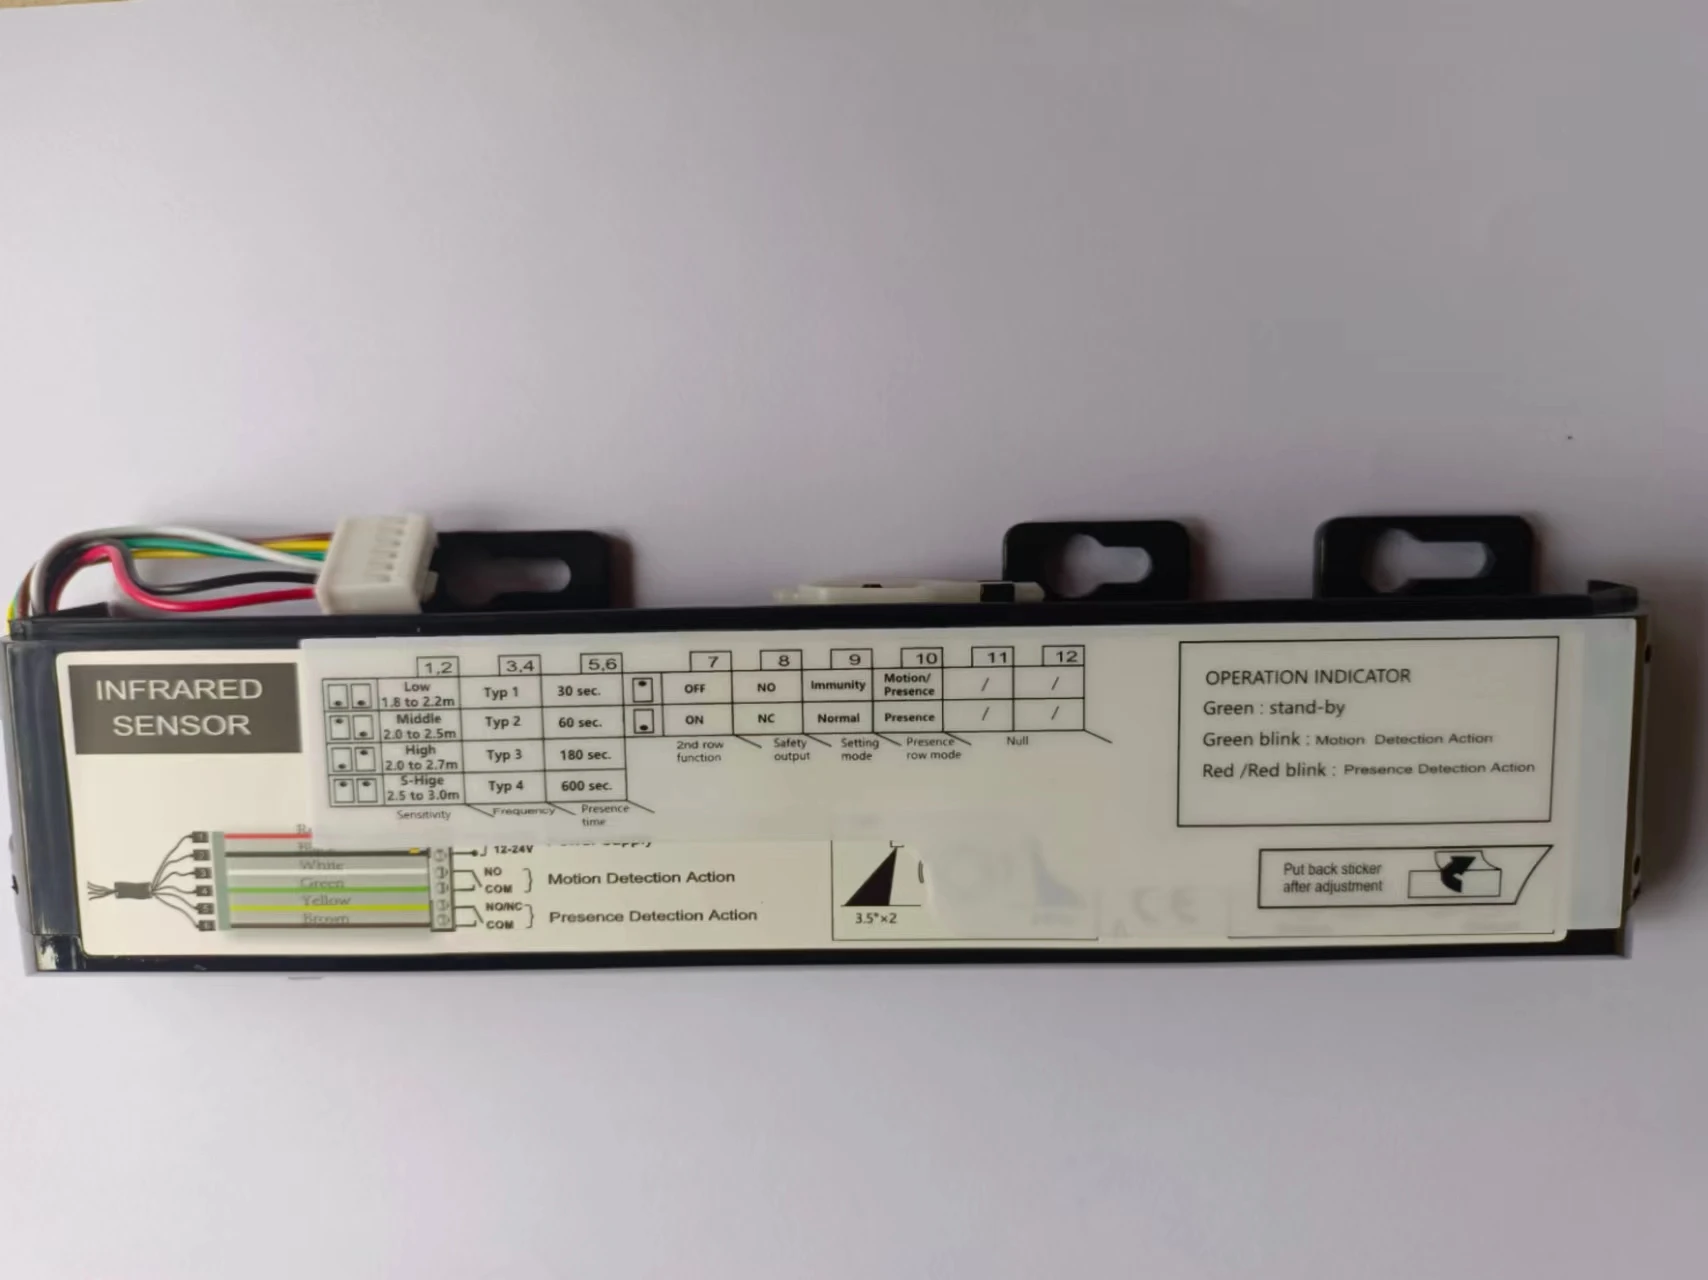 INFRARED
SENSOR
1,2 3,4 5,6 7 8 9 10 11 12
Low
1.8 to 2.2m
Typ 1
30 sec.
OFF
NO
Immunity
Motion/
Presence
/
/
Middle
2.0 to 2.5m
Typ 2
60 sec.
ON
NC
Normal
Presence
/
/
High
2.0 to 2.7m
Typ 3
180 sec.
S-Hige
2.5 to 3.0m
Typ 4
600 sec.
Sensitivity
Frequency
Presence
time
2nd row
function
Safety
output
Setting
mode
Presence
row mode
Null
OPERATION INDICATOR
Green : stand-by
Green blink : Motion Detection Action
Red /Red blink : Presence Detection Action
1
2
3
4
5
6
White
Green
Yellow
Brown
12-24V
NO
COM
Motion Detection Action
NO/NC
COM
Presence Detection Action
3.5°×2
Put back sticker
after adjustment